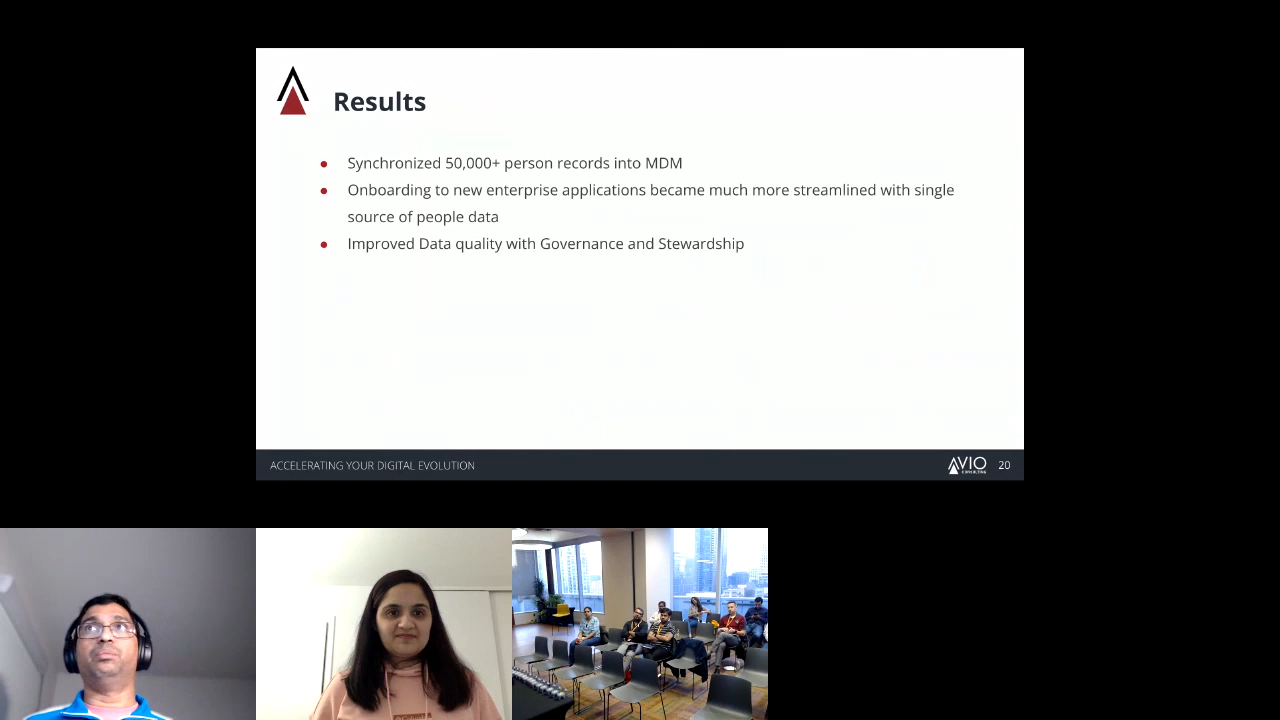 Results
● Synchronized 50,000+ person records into MDM
● Onboarding to new enterprise applications became much more streamlined with single
source of people data
● Improved Data quality with Governance and Stewardship
ACCELERATING YOUR DIGITAL EVOLUTION
AVIO
CONSULTING
20